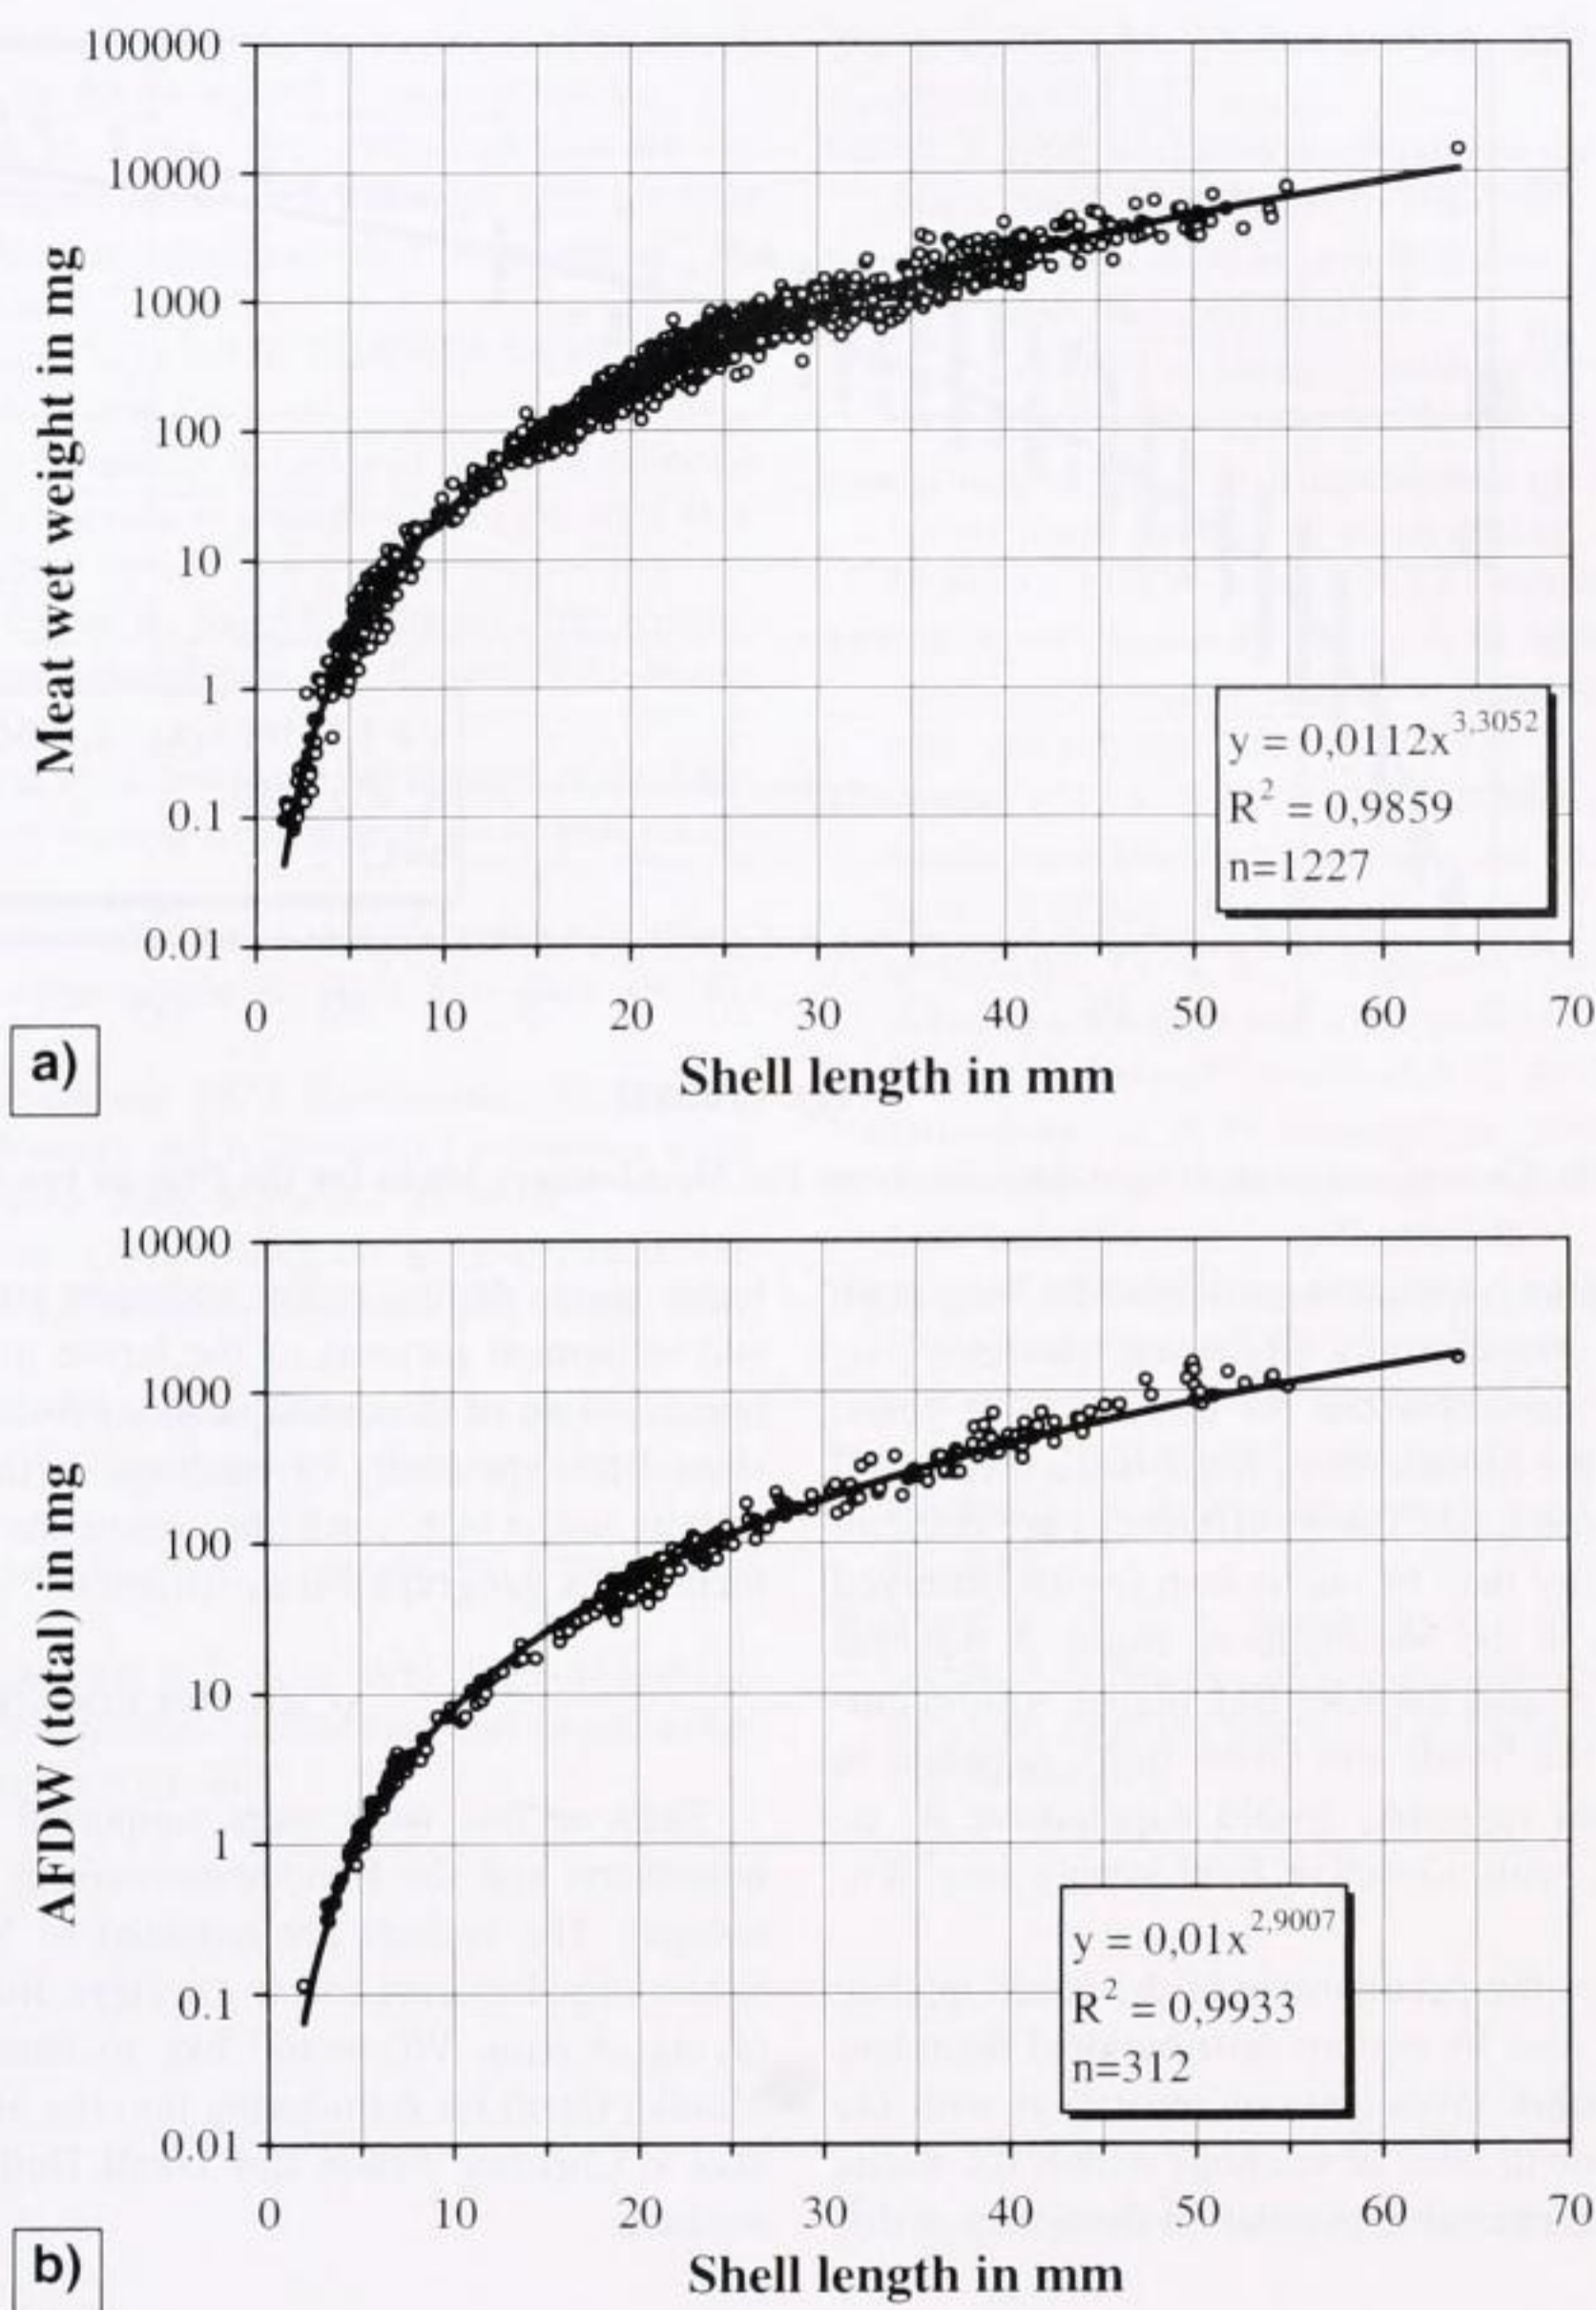 100000
10000
1000
100
10
1
0.1
0.01
Meat wet weight in mg
y = 0,0112x^3,3052
R² = 0,9859
n=1227
0 10 20 30 40 50 60 70
Shell length in mm
a)
10000
1000
100
10
1
0.1
0.01
AFDW (total) in mg
y = 0,01x^2,9007
R² = 0,9933
n=312
0 10 20 30 40 50 60 70
Shell length in mm
b)